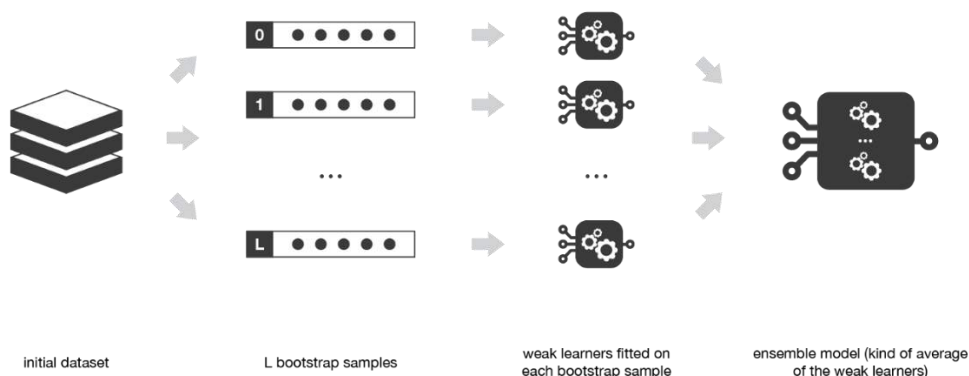 0
1
...
...
...
L
initial dataset
L bootstrap samples
weak learners fitted on
each bootstrap sample
ensemble model (kind of average
of the weak learners)